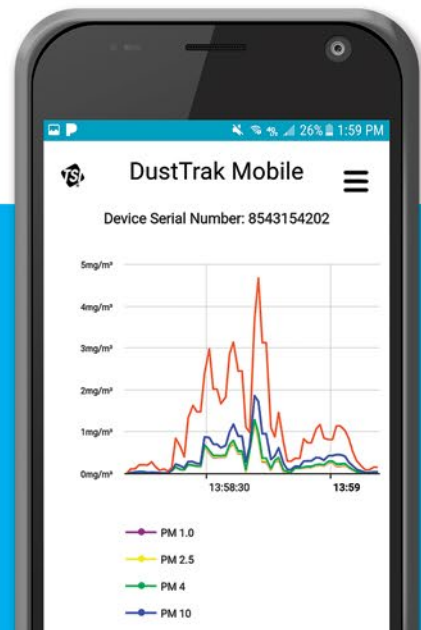 26% 1:59 PM
TSI
DustTrak Mobile
Device Serial Number: 8543154202
5mg/m³
4mg/m³
3mg/m³
2mg/m³
1mg/m³
0mg/m³
13:58:30 13:59
PM 1.0
PM 2.5
PM 4
PM 10